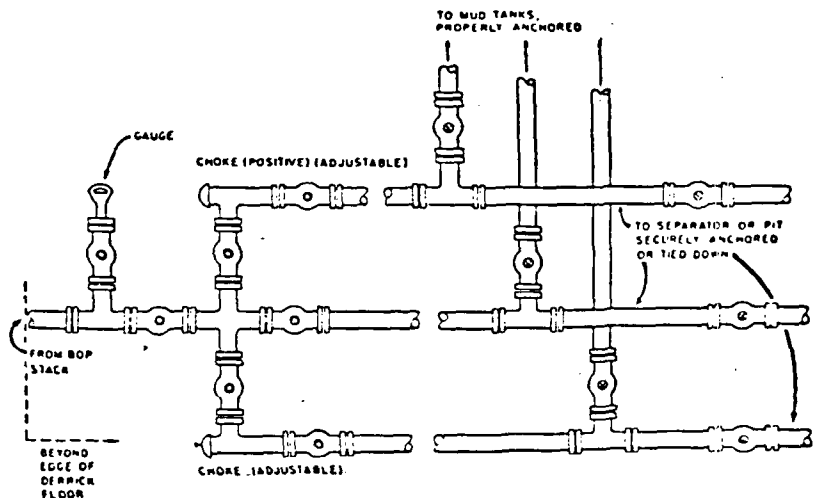 TO MUD TANKS,
PROPERLY ANCHORED
GAUGE
CHOKE (POSITIVE) (ADJUSTABLE)
TO SEPARATOR OR PIT
SECURELY ANCHORED
OR TIED DOWN
FROM BOP
STACK
BEYOND
EDGE OF
DERRICK
FLOOR
CHOKE (ADJUSTABLE)